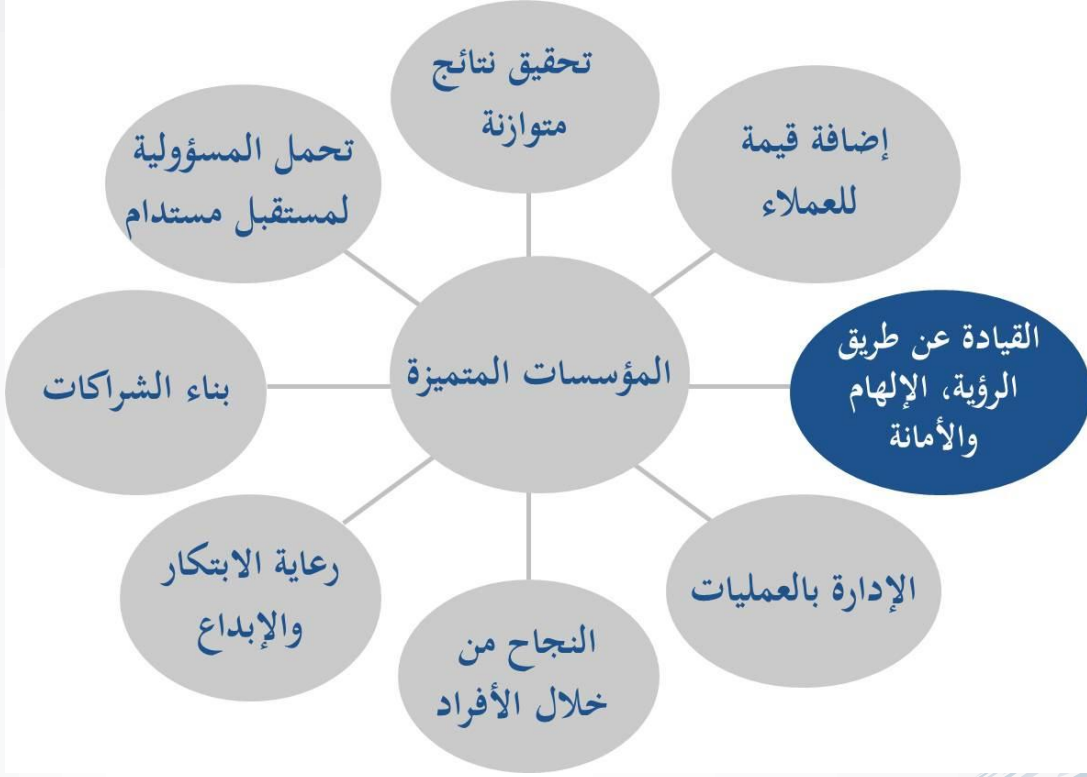 تحقيق نتائج
متوازنة
إضافة قيمة
للعملاء
القيادة عن طريق
الرؤية، الإلهام
والأمانة
الإدارة بالعمليات
النجاح من
خلال الأفراد
رعاية الابتكار
والإبداع
بناء الشراكات
تحمل المسؤولية
لمستقبل مستدام
المؤسسات المتميزة